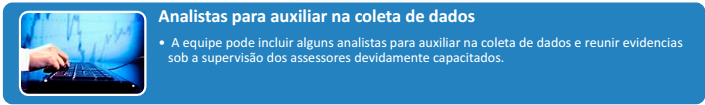 Analistas para auxiliar na coleta de dados
• A equipe pode incluir alguns analistas para auxiliar na coleta de dados e reunir evidencias
sob a supervisão dos assessores devidamente capacitados.